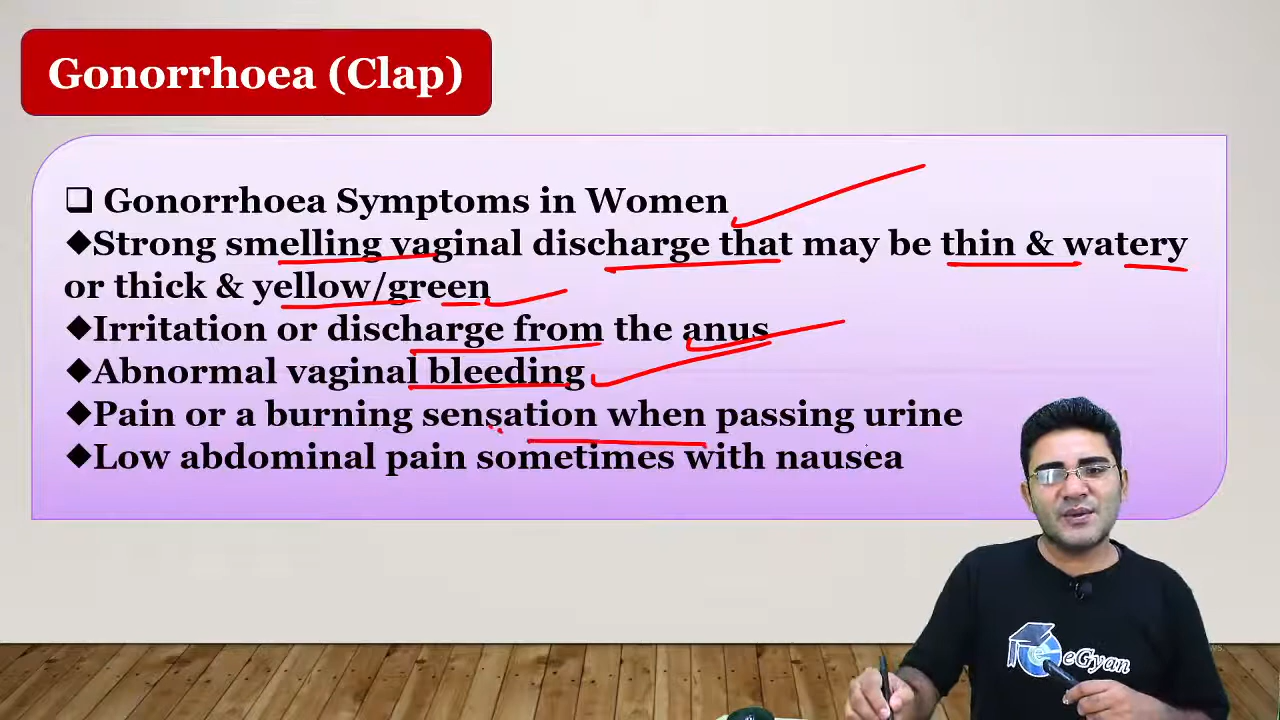 Gonorrhoea (Clap)
❑ Gonorrhoea Symptoms in Women
◆Strong smelling vaginal discharge that may be thin & watery
or thick & yellow/green
◆Irritation or discharge from the anus
◆Abnormal vaginal bleeding
◆Pain or a burning sensation when passing urine
◆Low abdominal pain sometimes with nausea
eGyan